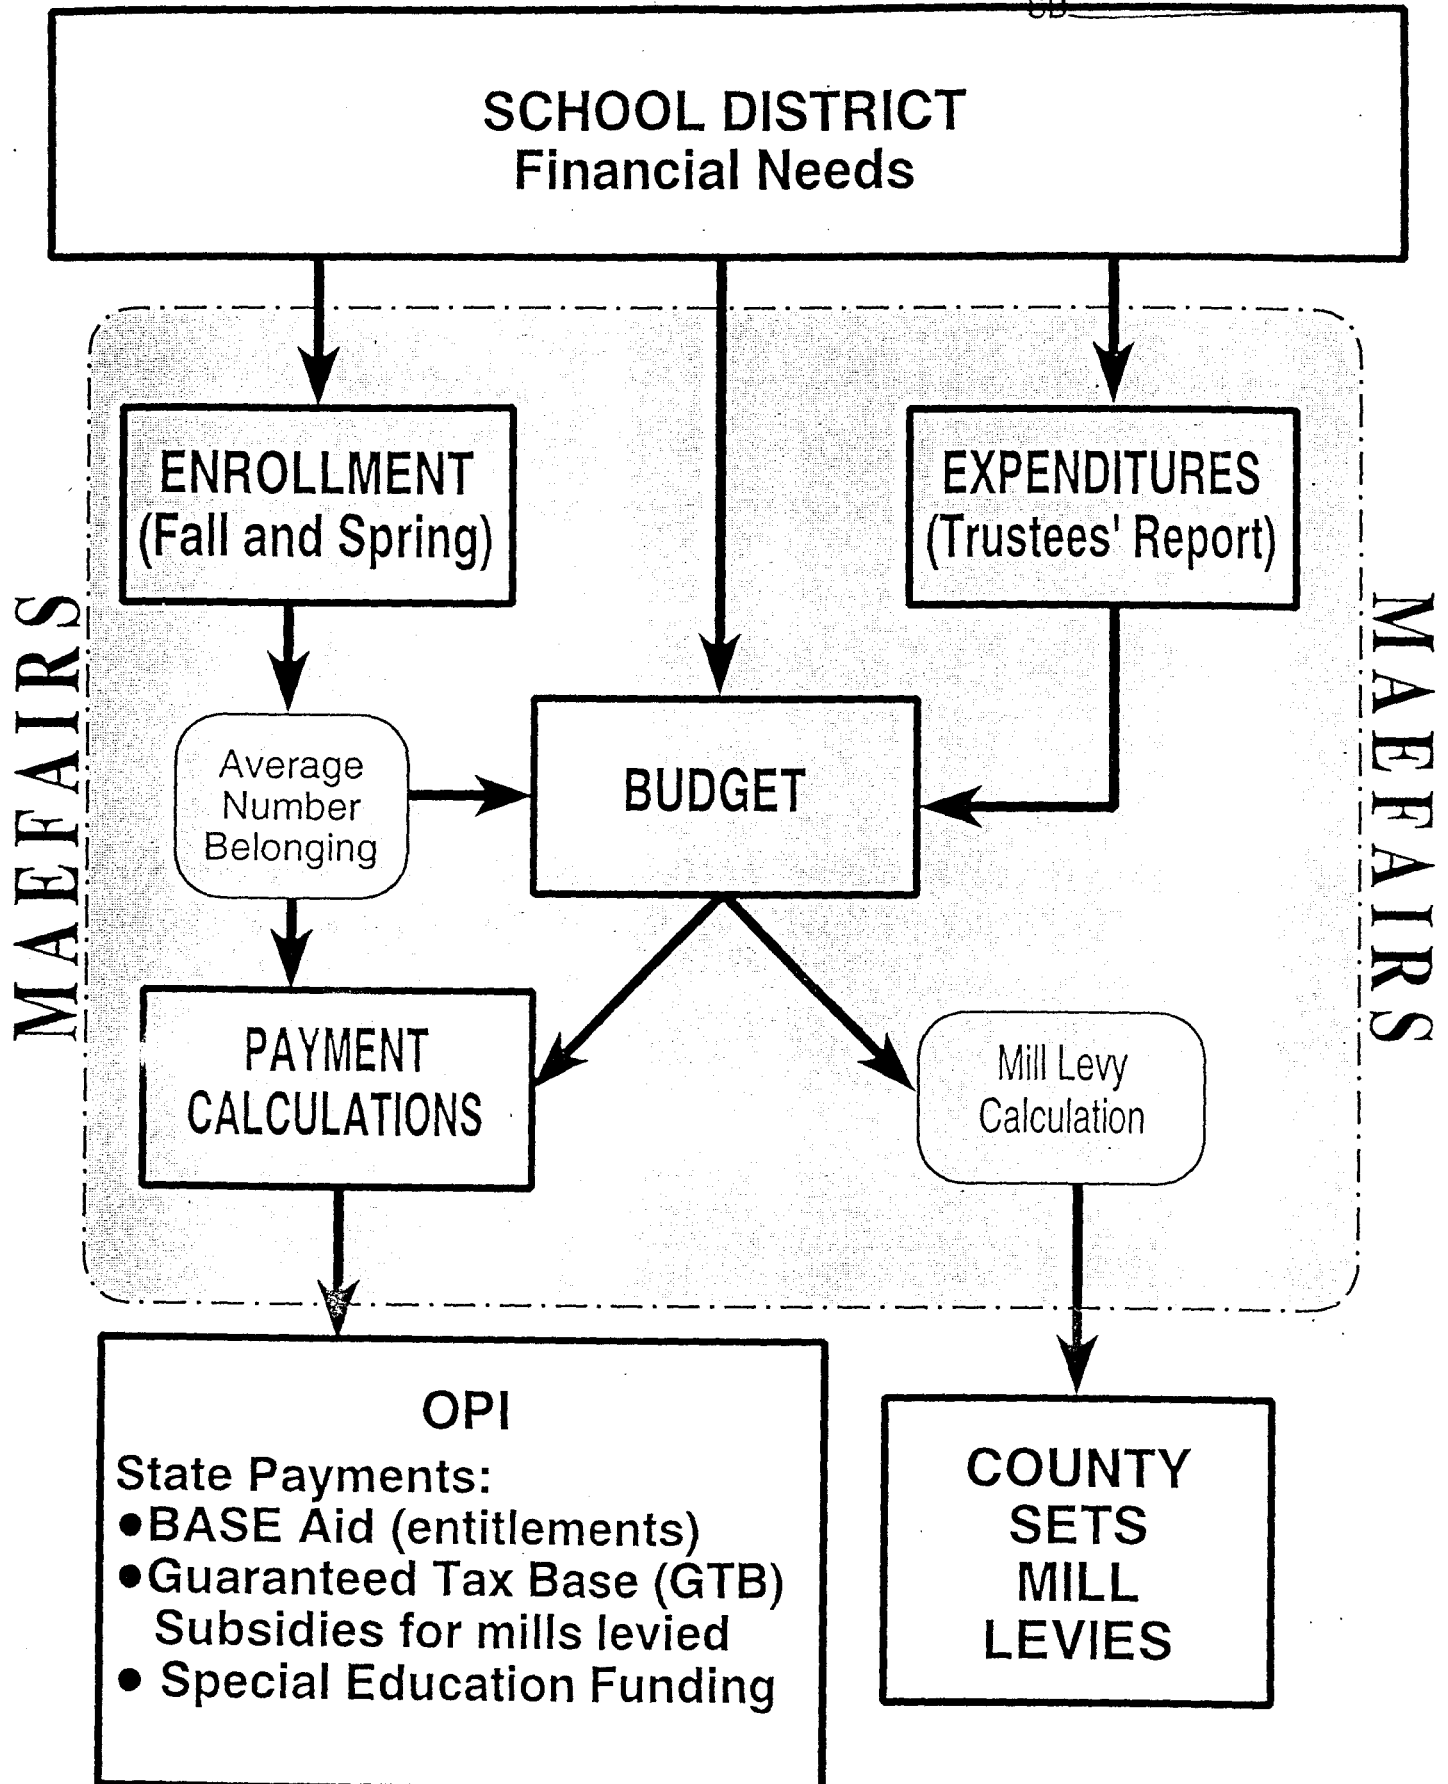 SCHOOL DISTRICT
Financial Needs
ENROLLMENT
(Fall and Spring)
EXPENDITURES
(Trustees' Report)
MAEFAIRS
MAEFAIRS
Average
Number
Belonging
BUDGET
PAYMENT
CALCULATIONS
Mill Levy
Calculation
OPI
State Payments:
●BASE Aid (entitlements)
●Guaranteed Tax Base (GTB)
Subsidies for mills levied
● Special Education Funding
COUNTY
SETS
MILL
LEVIES